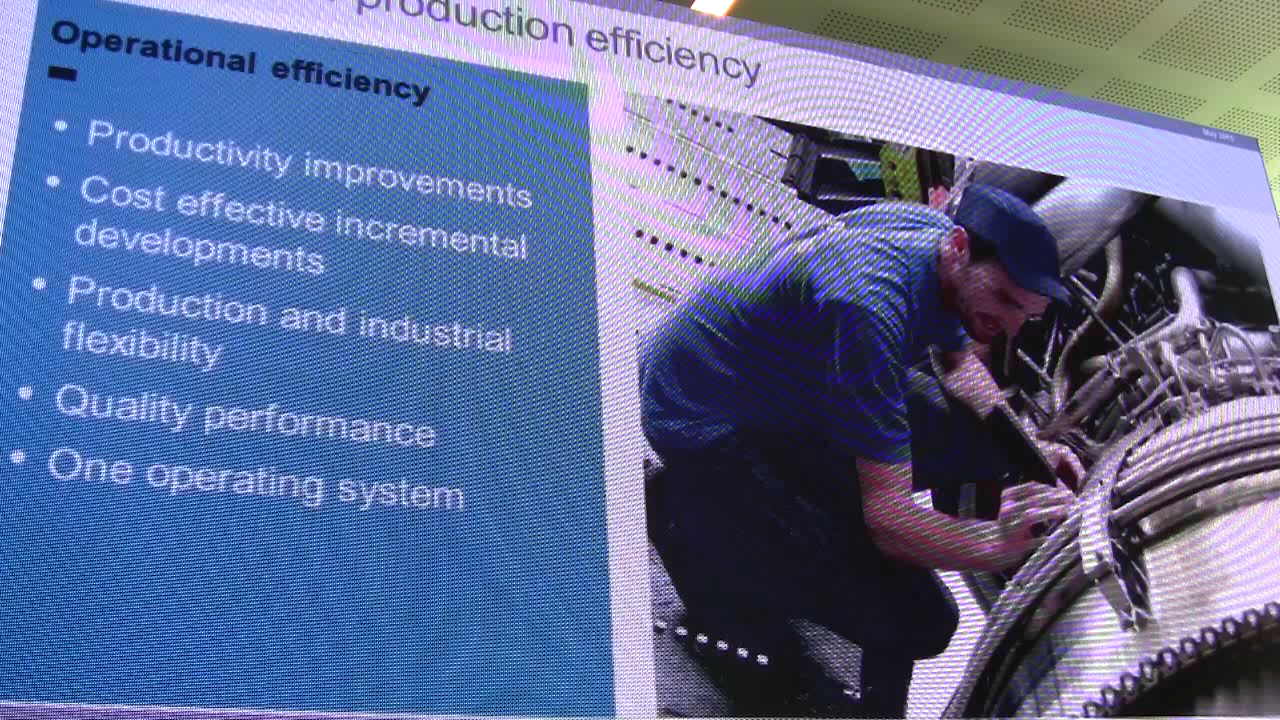 production efficiency
Operational efficiency
• Productivity improvements
• Cost effective incremental
developments
• Production and industrial
flexibility
• Quality performance
• One operating system